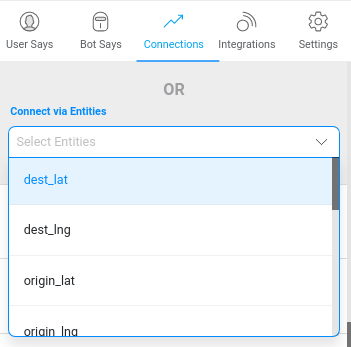 User Says Bot Says Connections Integrations Settings
OR
Connect via Entities
Select Entities
dest_lat
dest_lng
origin_lat
origin_lng